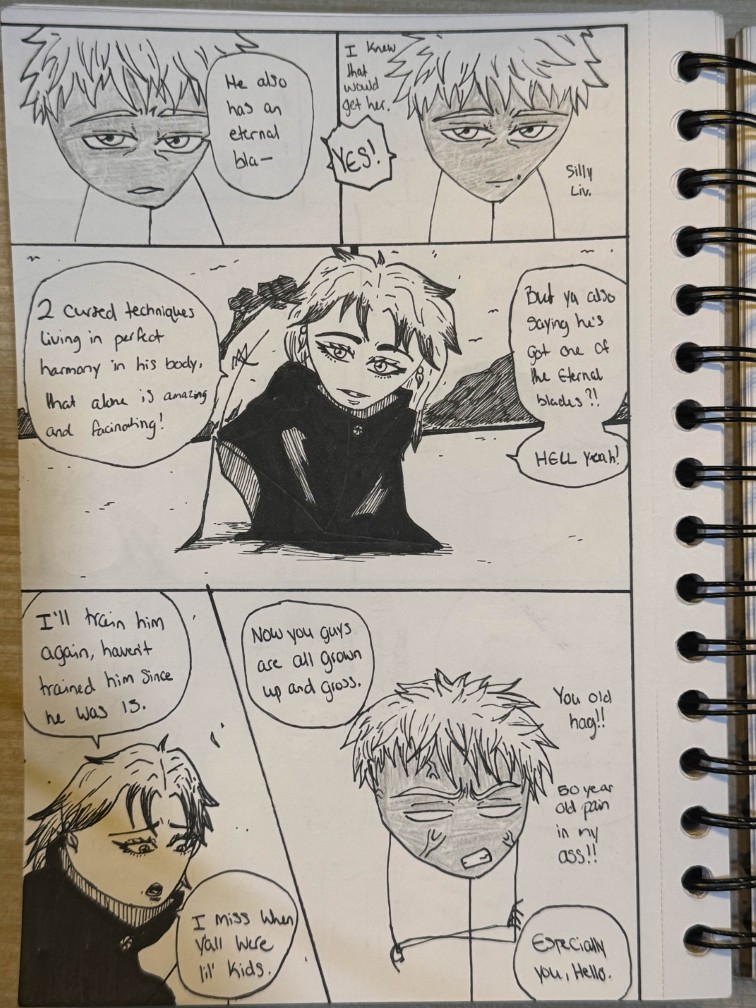 He also
has an
eternal
bla—
I knew
that
would
get her.
YES!
Silly
Liv.
2 cursed techniques
living in perfect
harmony in his body,
that alone is amazing
and facinating!
But ya also
saying he's
got one of
the Eternal
blades?!
HELL yeah!
I'll train him
again, haven't
trained him since
he was 15.
I miss when
y'all were
lil' kids.
Now you guys
are all grown
up and gross.
You old
hag!!
50 year
old pain
in my
ass!!
Especially
you, Hello.